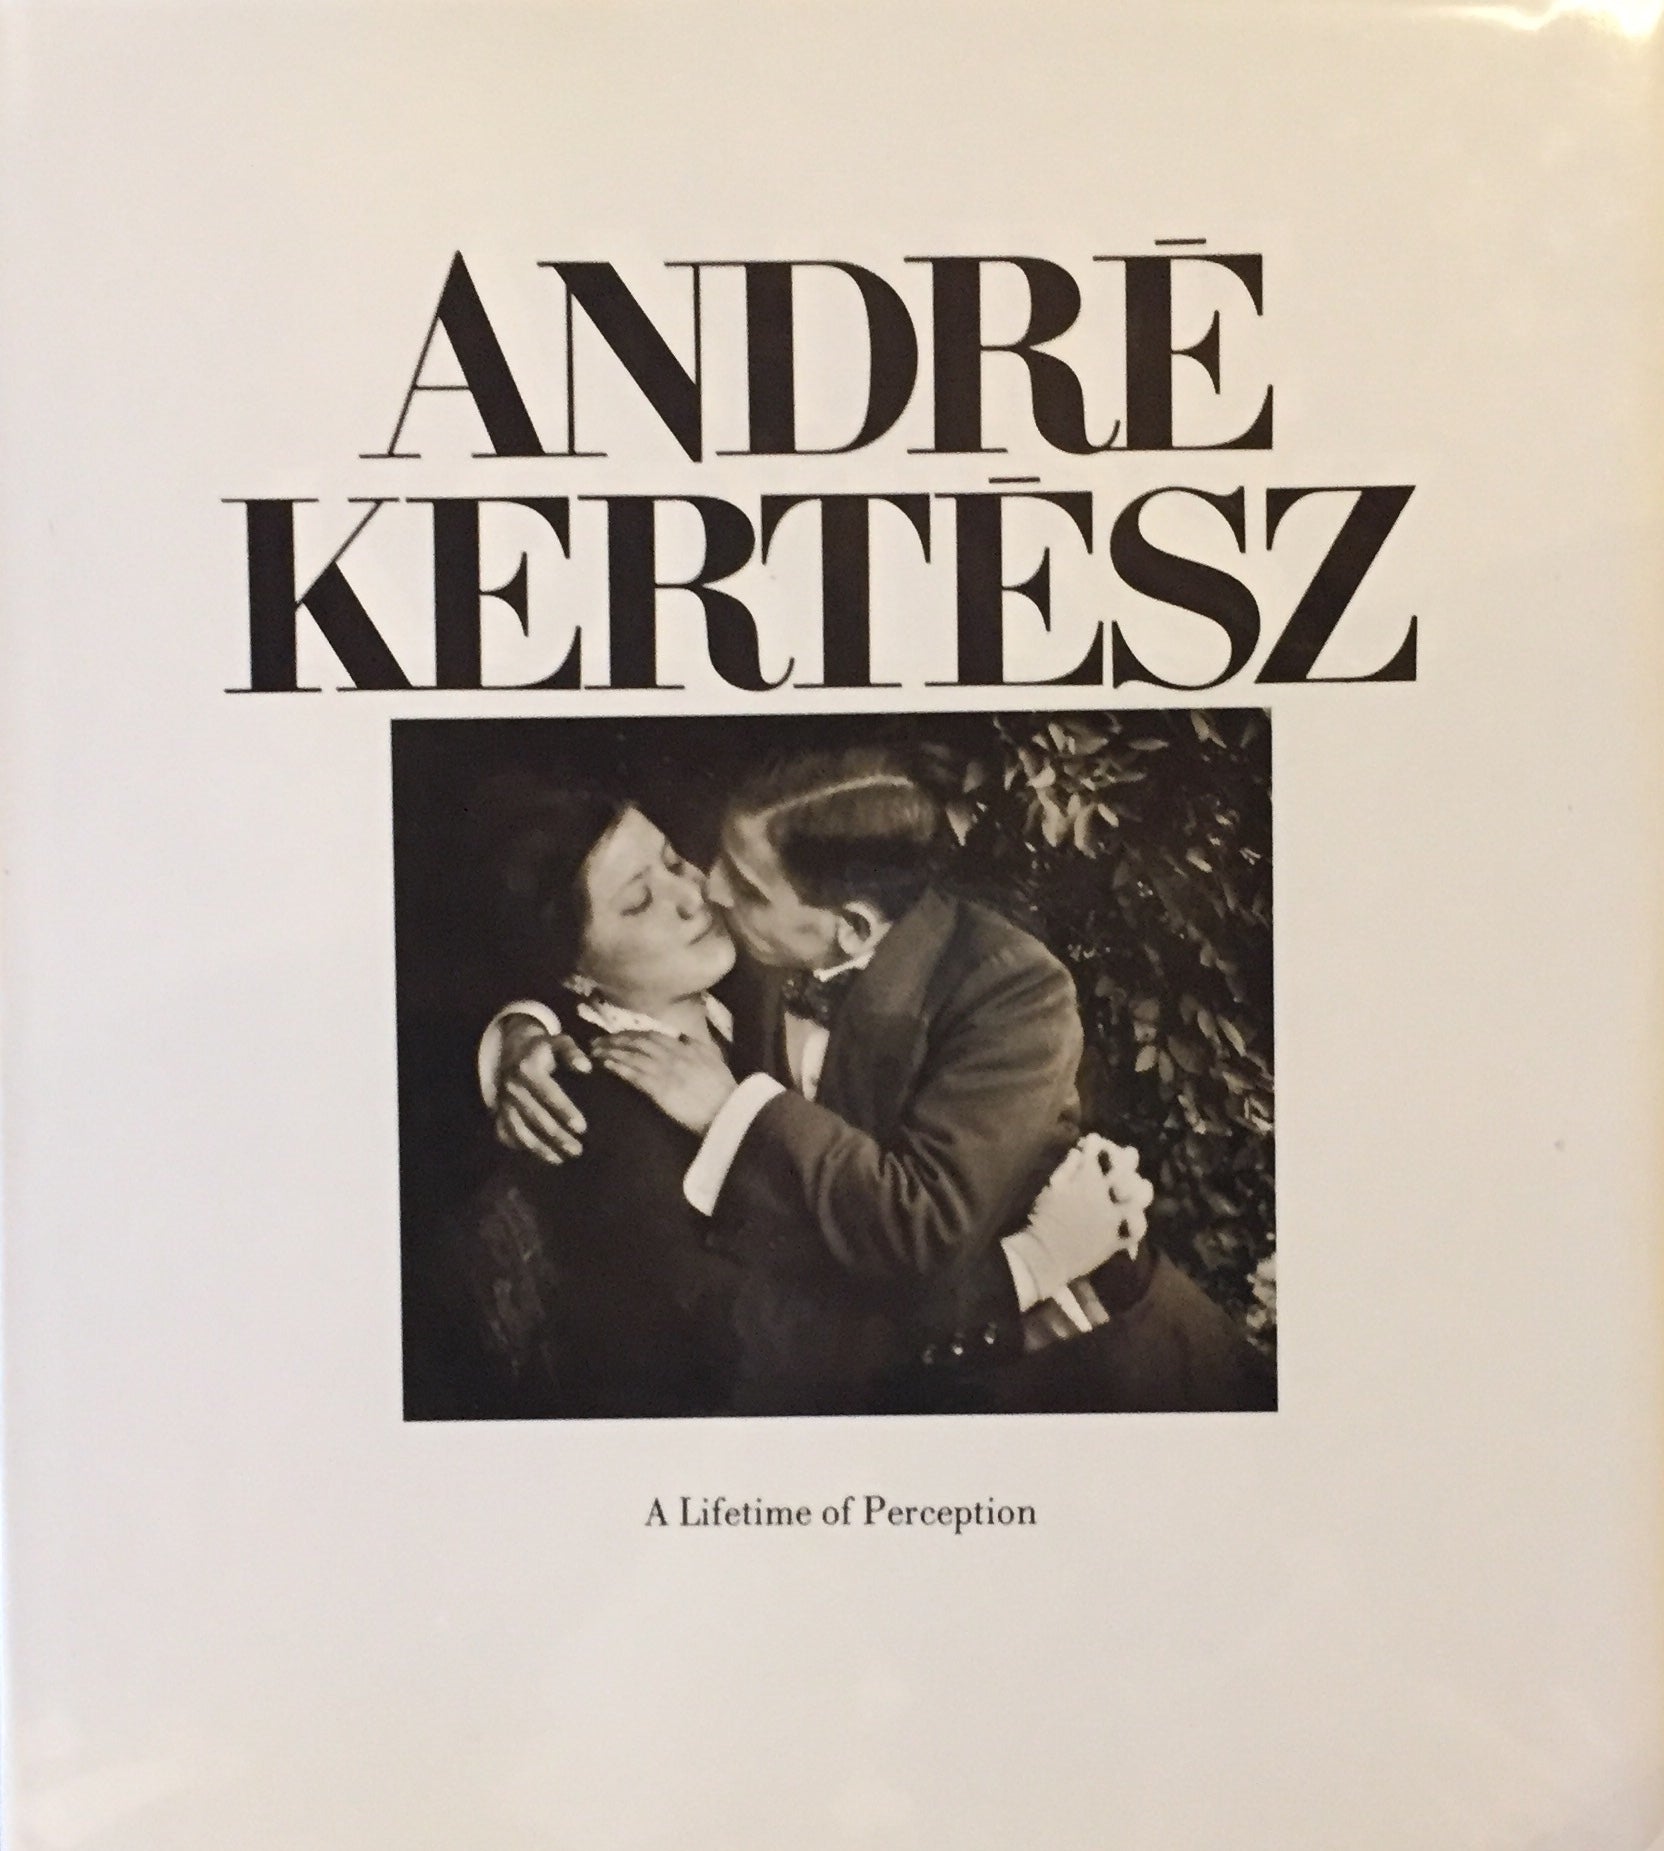 ANDRÉ
KERTÉSZ
A Lifetime of Perception